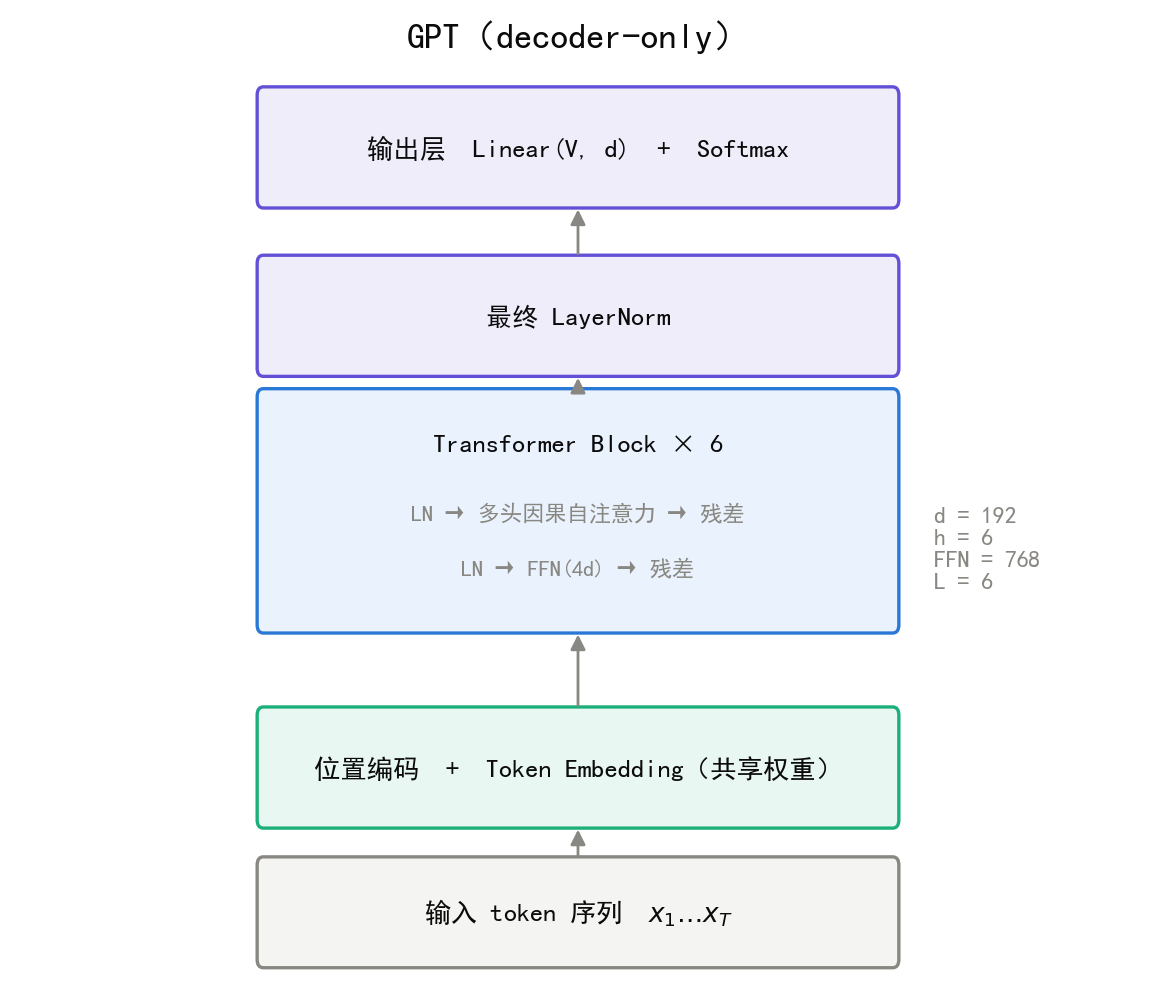 GPT（decoder-only）
输出层 Linear(V, d) + Softmax
最终 LayerNorm
Transformer Block × 6
LN → 多头因果自注意力 → 残差
LN → FFN(4d) → 残差
d = 192
h = 6
FFN = 768
L = 6
位置编码 + Token Embedding（共享权重）
输入 token 序列 x₁…x_T